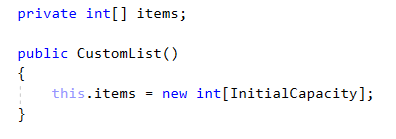 private int[] items;
public CustomList()
{
this.items = new int[InitialCapacity];
}